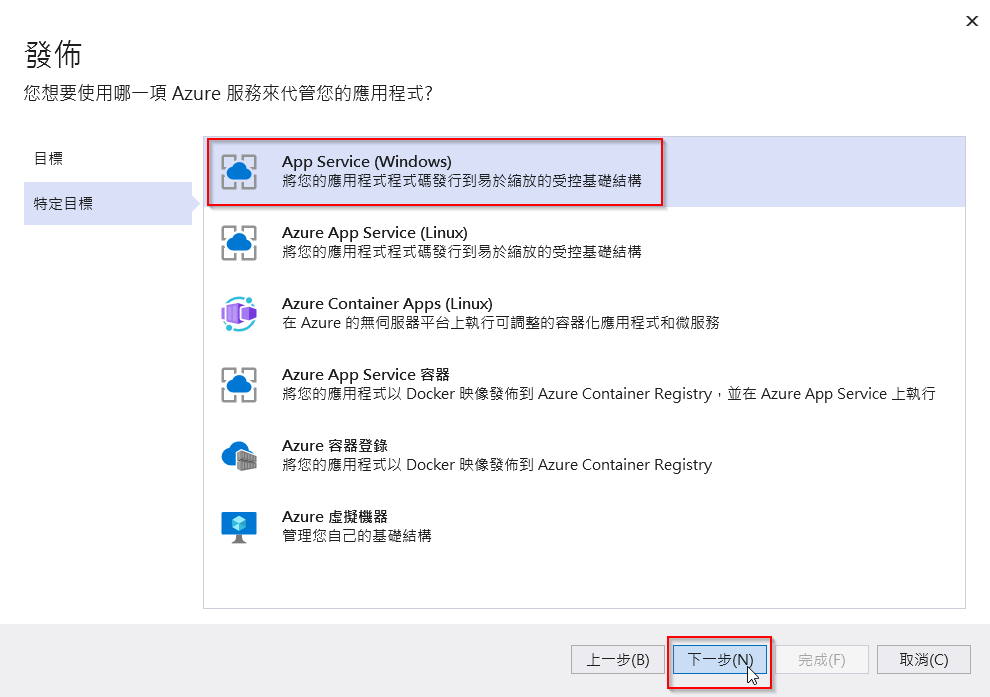 發佈
您想要使用哪一項 Azure 服務來代管您的應用程式?
目標
特定目標
App Service (Windows)
將您的應用程式程式碼發行到易於縮放的受控基礎結構
Azure App Service (Linux)
將您的應用程式程式碼發行到易於縮放的受控基礎結構
Azure Container Apps (Linux)
在 Azure 的無伺服器平台上執行可調整的容器化應用程式和微服務
Azure App Service 容器
將您的應用程式以 Docker 映像發佈到 Azure Container Registry，並在 Azure App Service 上執行
Azure 容器登錄
將您的應用程式以 Docker 映像發佈到 Azure Container Registry
Azure 虛擬機器
管理您自己的基礎結構
上一步(B)
下一步(N)
完成(F)
取消(C)